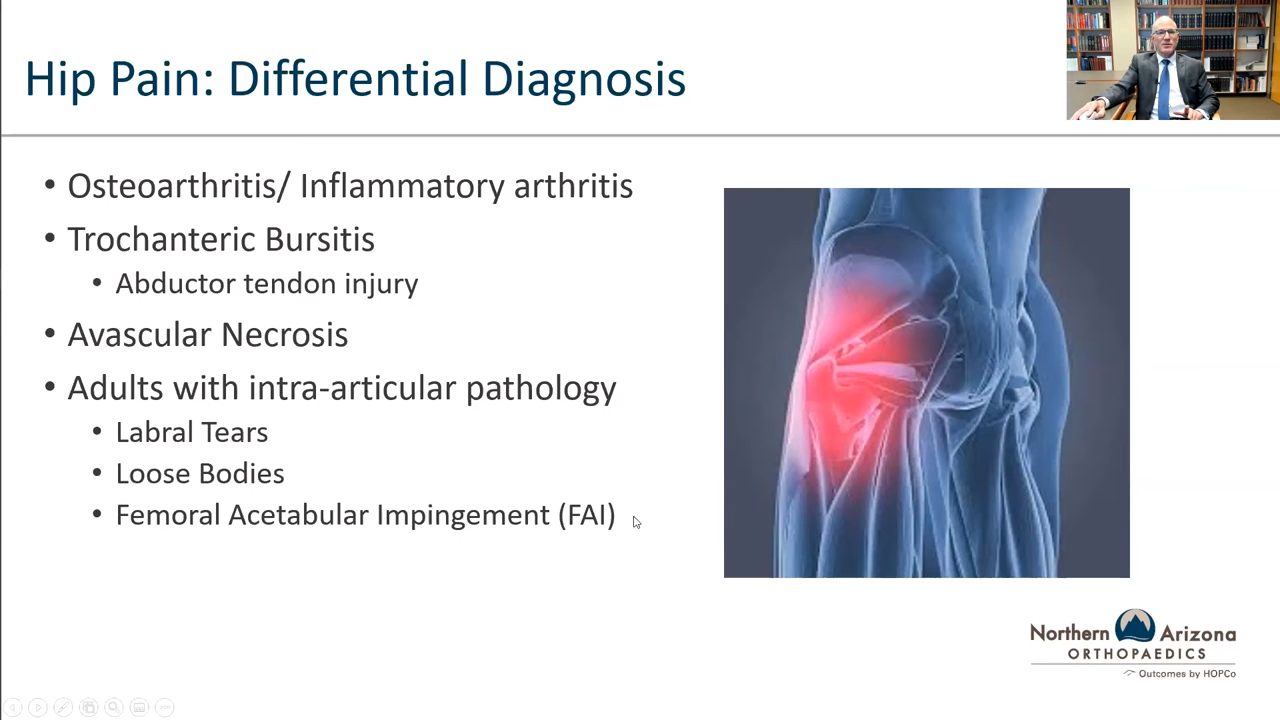 Hip Pain: Differential Diagnosis
• Osteoarthritis/ Inflammatory arthritis
• Trochanteric Bursitis
• Abductor tendon injury
• Avascular Necrosis
• Adults with intra-articular pathology
• Labral Tears
• Loose Bodies
• Femoral Acetabular Impingement (FAI)
Northern Arizona
ORTHOPAEDICS
Outcomes by HOPCo